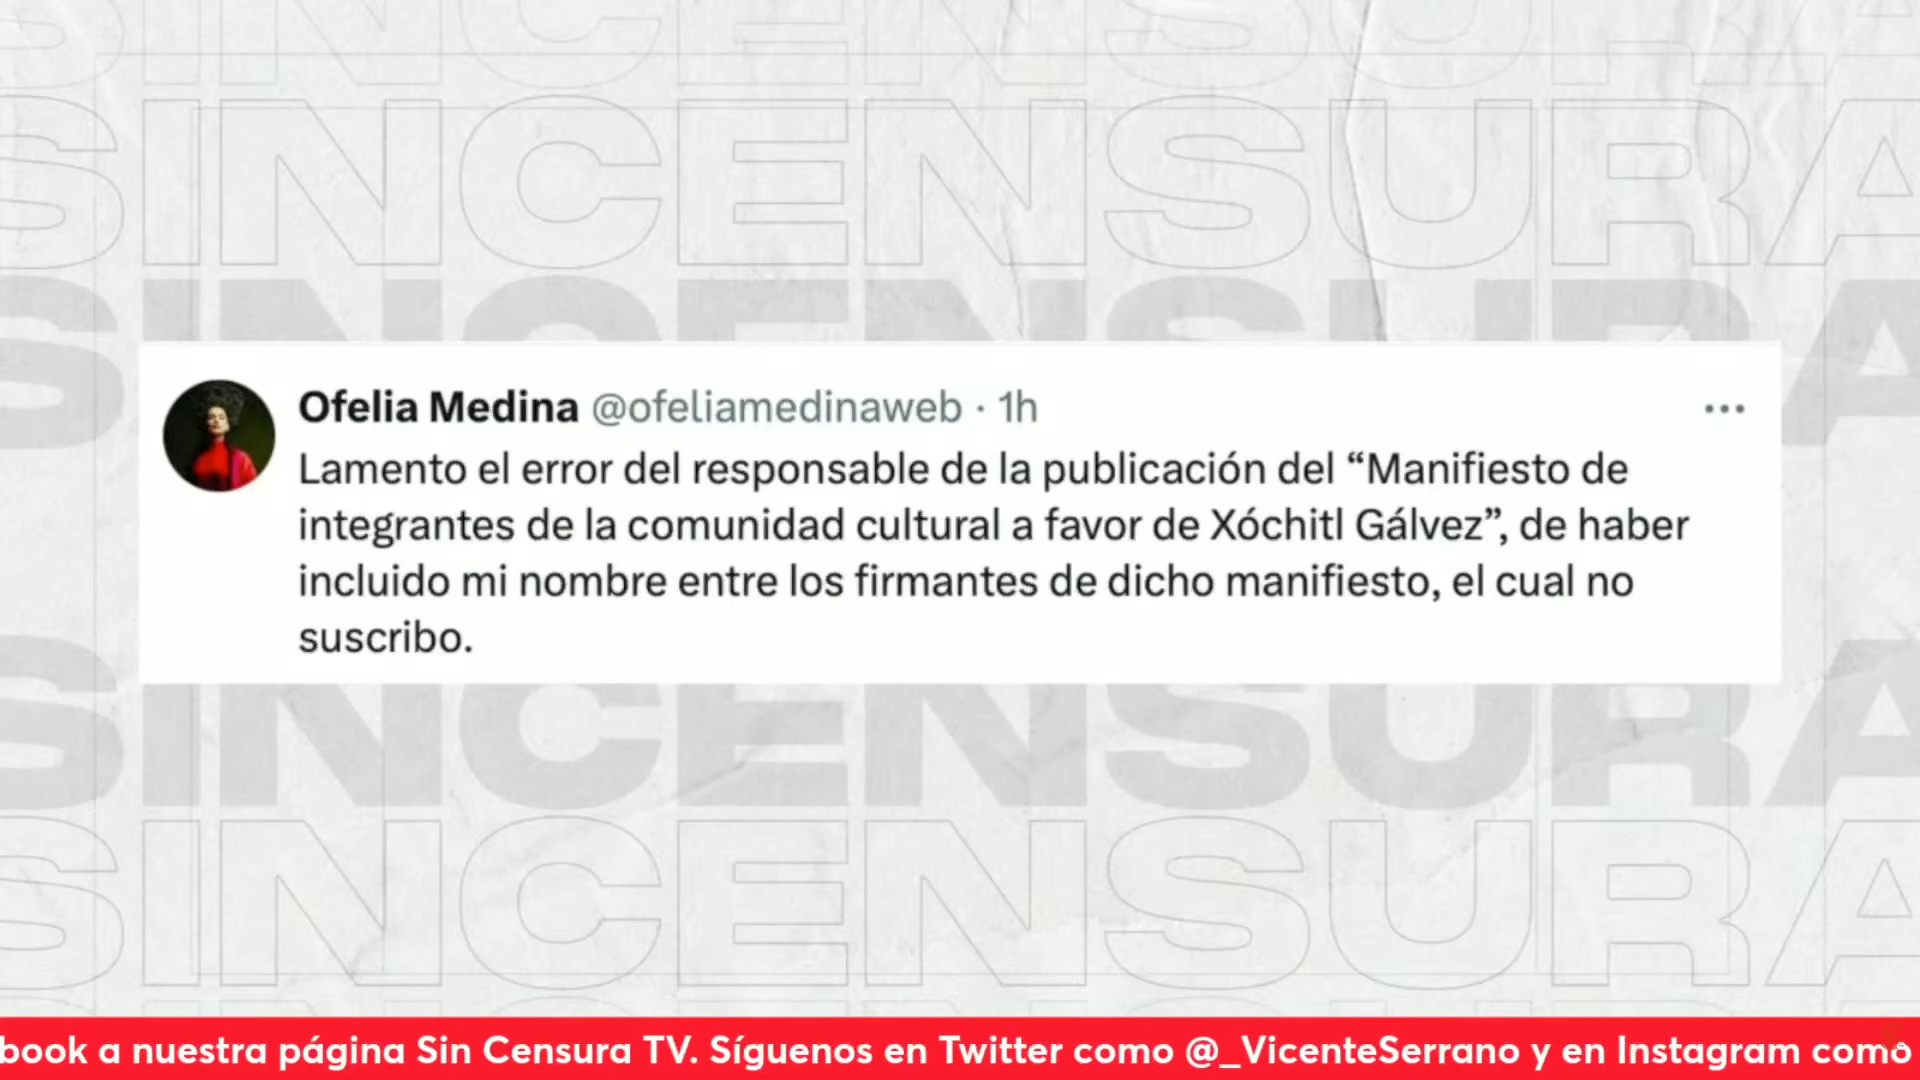 SINCENSURA
SINCENSURA
SINCENSURA
Ofelia Medina @ofeliamedinaweb · 1h
Lamento el error del responsable de la publicación del “Manifiesto de
integrantes de la comunidad cultural a favor de Xóchitl Gálvez”, de haber
incluido mi nombre entre los firmantes de dicho manifiesto, el cual no
suscribo.
SINCENSURA
SINCENSURA
book a nuestra página Sin Censura TV. Síguenos en Twitter como @_VicenteSerrano y en Instagram como